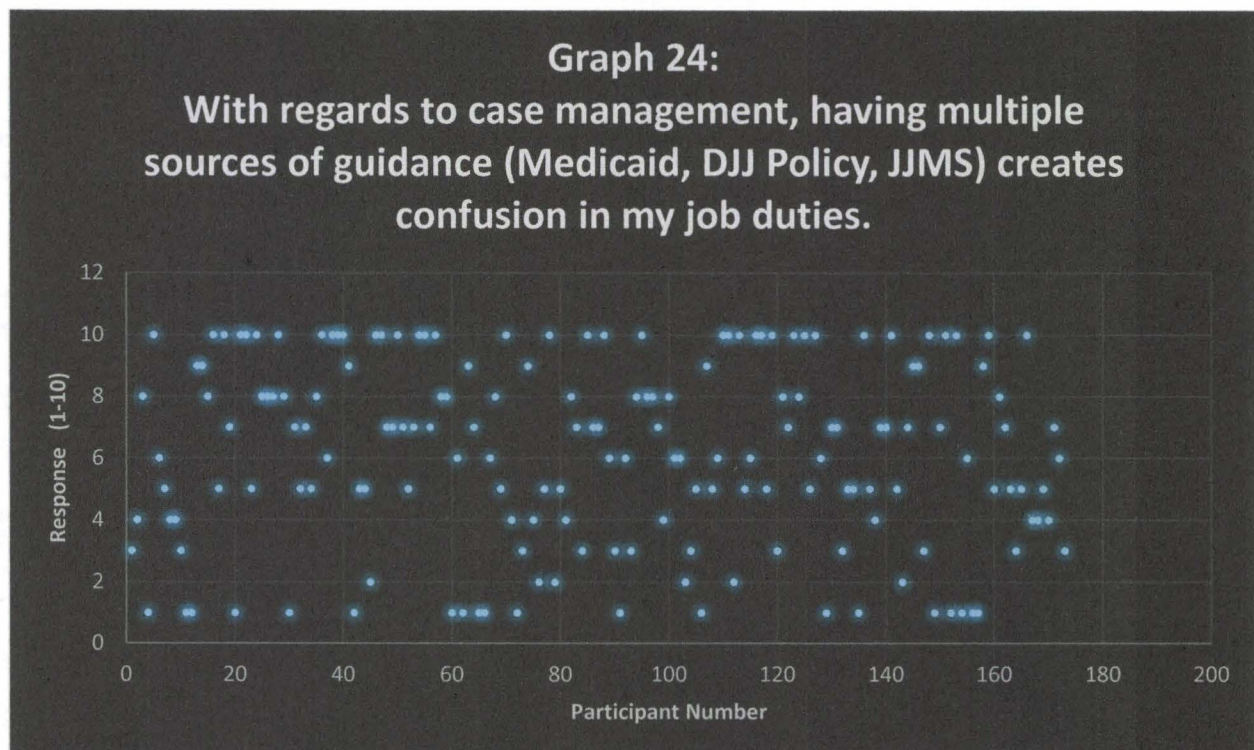 Graph 24:
With regards to case management, having multiple
sources of guidance (Medicaid, DJJ Policy, JJMS) creates
confusion in my job duties.
12
10
8
6
4
2
0
Response (1-10)
0 20 40 60 80 100 120 140 160 180 200
Participant Number